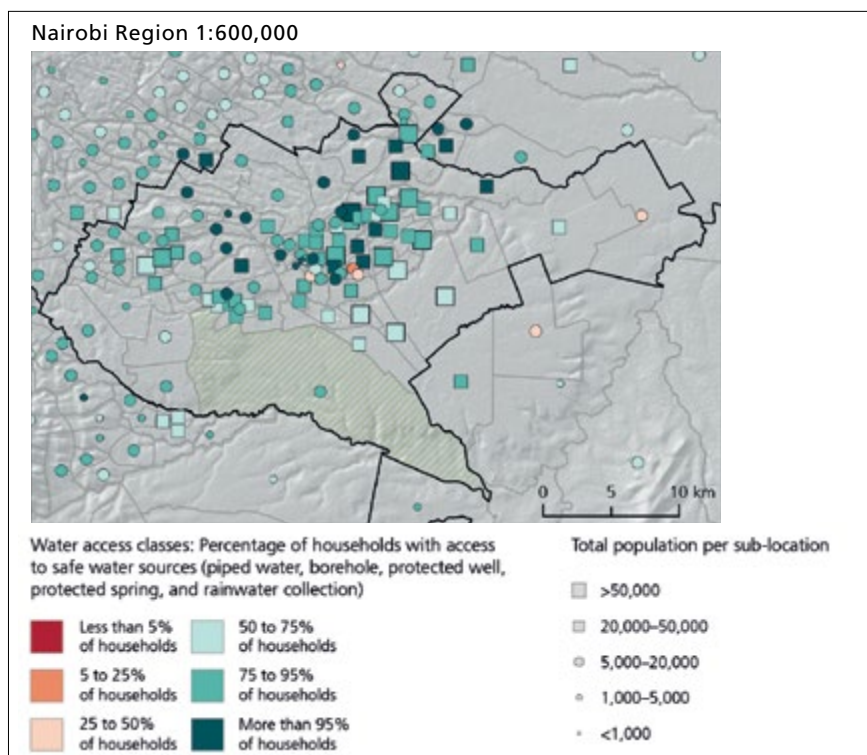 Nairobi Region 1:600,000
0 5 10 km
Water access classes: Percentage of households with access
to safe water sources (piped water, borehole, protected well,
protected spring, and rainwater collection)
Less than 5%
of households
5 to 25%
of households
25 to 50%
of households
50 to 75%
of households
75 to 95%
of households
More than 95%
of households
Total population per sub-location
>50,000
20,000–50,000
5,000–20,000
1,000–5,000
<1,000